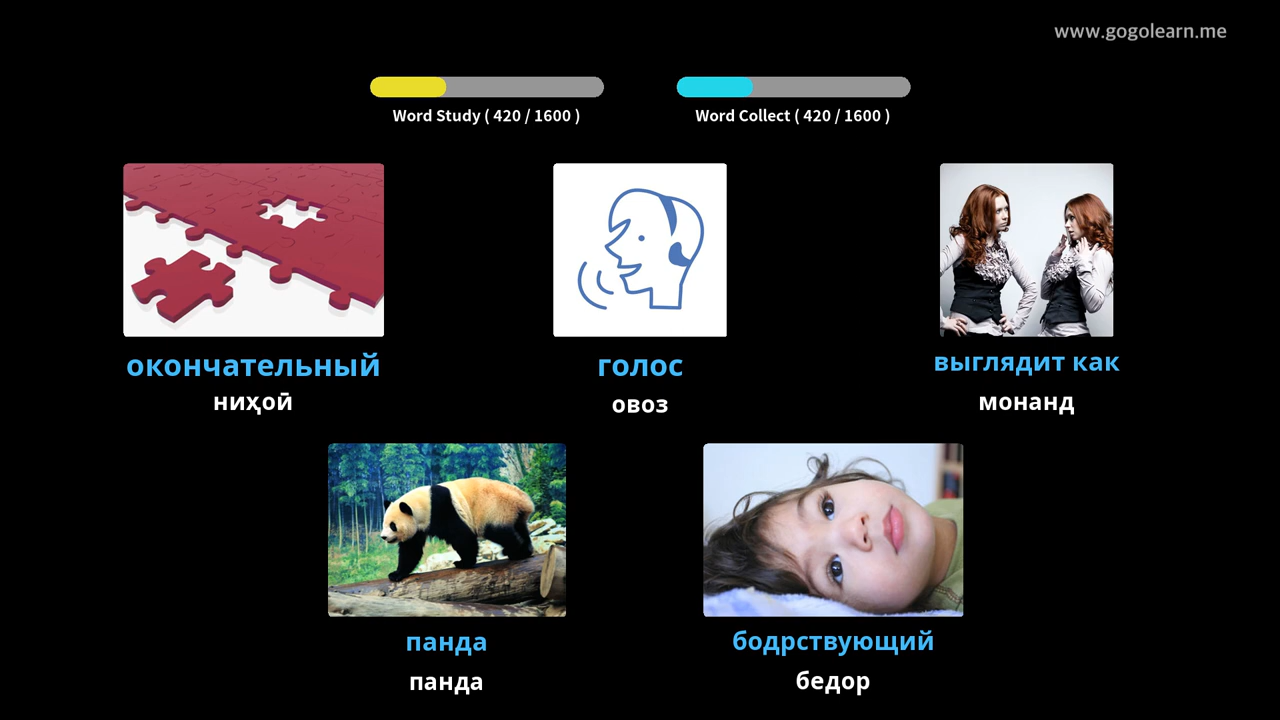 www.gogolearn.me
Word Study ( 420 / 1600 )
Word Collect ( 420 / 1600 )
окончательный
ниҳоӣ
голос
овоз
выглядит как
монанд
панда
панда
бодрствующий
бедор